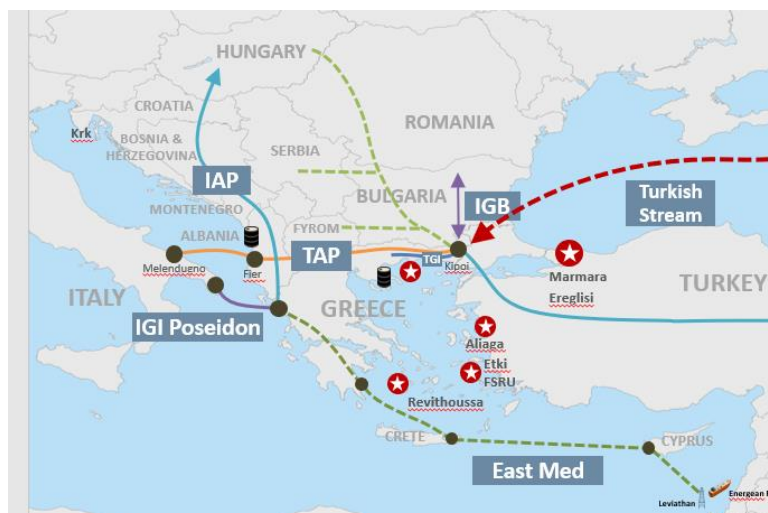 HUNGARY
CROATIA
ROMANIA
Krk
BOSNIA &
HERZEGOVINA
SERBIA
IAP
BULGARIA
IGB
Turkish
Stream
MONTENEGRO
FYROM
ALBANIA
TAP
TGI
Melendugno
Fier
Kipoi
Marmara
Ereglisi
ITALY
TURKEY
GREECE
IGI Poseidon
Aliaga
Etki
FSRU
Revithoussa
CRETE
CYPRUS
East Med
Leviathan
Energean